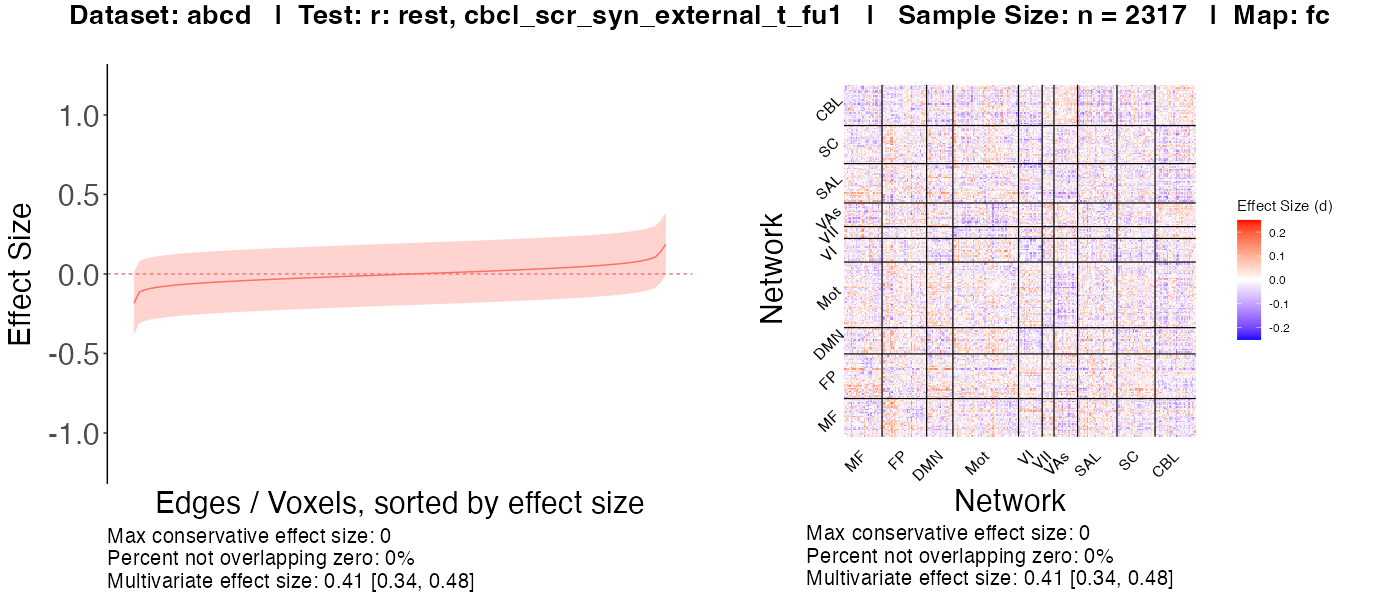 Dataset: abcd | Test: r: rest, cbcl_scr_syn_external_t_fu1 | Sample Size: n = 2317 | Map: fc
Effect Size
1.0
0.5
0.0
-0.5
-1.0
Edges / Voxels, sorted by effect size
Max conservative effect size: 0
Percent not overlapping zero: 0%
Multivariate effect size: 0.41 [0.34, 0.48]
Network
CBL
SC
SAL
VAs
VII
VI
Mot
DMN
FP
MF
MF
FP
DMN
Mot
VI
VII
VAs
SAL
SC
CBL
Network
Max conservative effect size: 0
Percent not overlapping zero: 0%
Multivariate effect size: 0.41 [0.34, 0.48]
Effect Size (d)
0.2
0.1
0.0
-0.1
-0.2